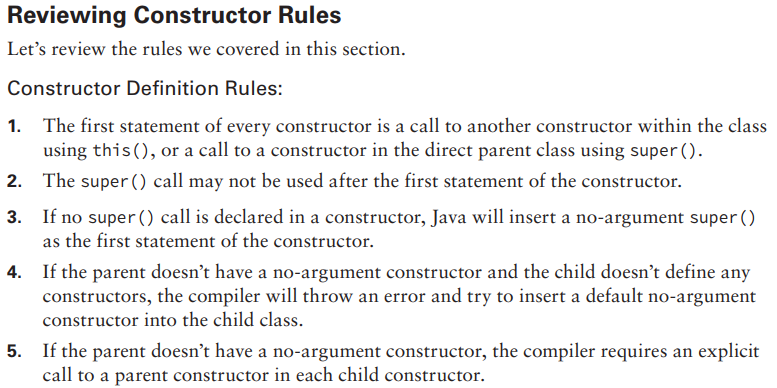 Reviewing Constructor Rules
Let’s review the rules we covered in this section.
Constructor Definition Rules:
1. The first statement of every constructor is a call to another constructor within the class
using this(), or a call to a constructor in the direct parent class using super().
2. The super() call may not be used after the first statement of the constructor.
3. If no super() call is declared in a constructor, Java will insert a no-argument super()
as the first statement of the constructor.
4. If the parent doesn’t have a no-argument constructor and the child doesn’t define any
constructors, the compiler will throw an error and try to insert a default no-argument
constructor into the child class.
5. If the parent doesn’t have a no-argument constructor, the compiler requires an explicit
call to a parent constructor in each child constructor.